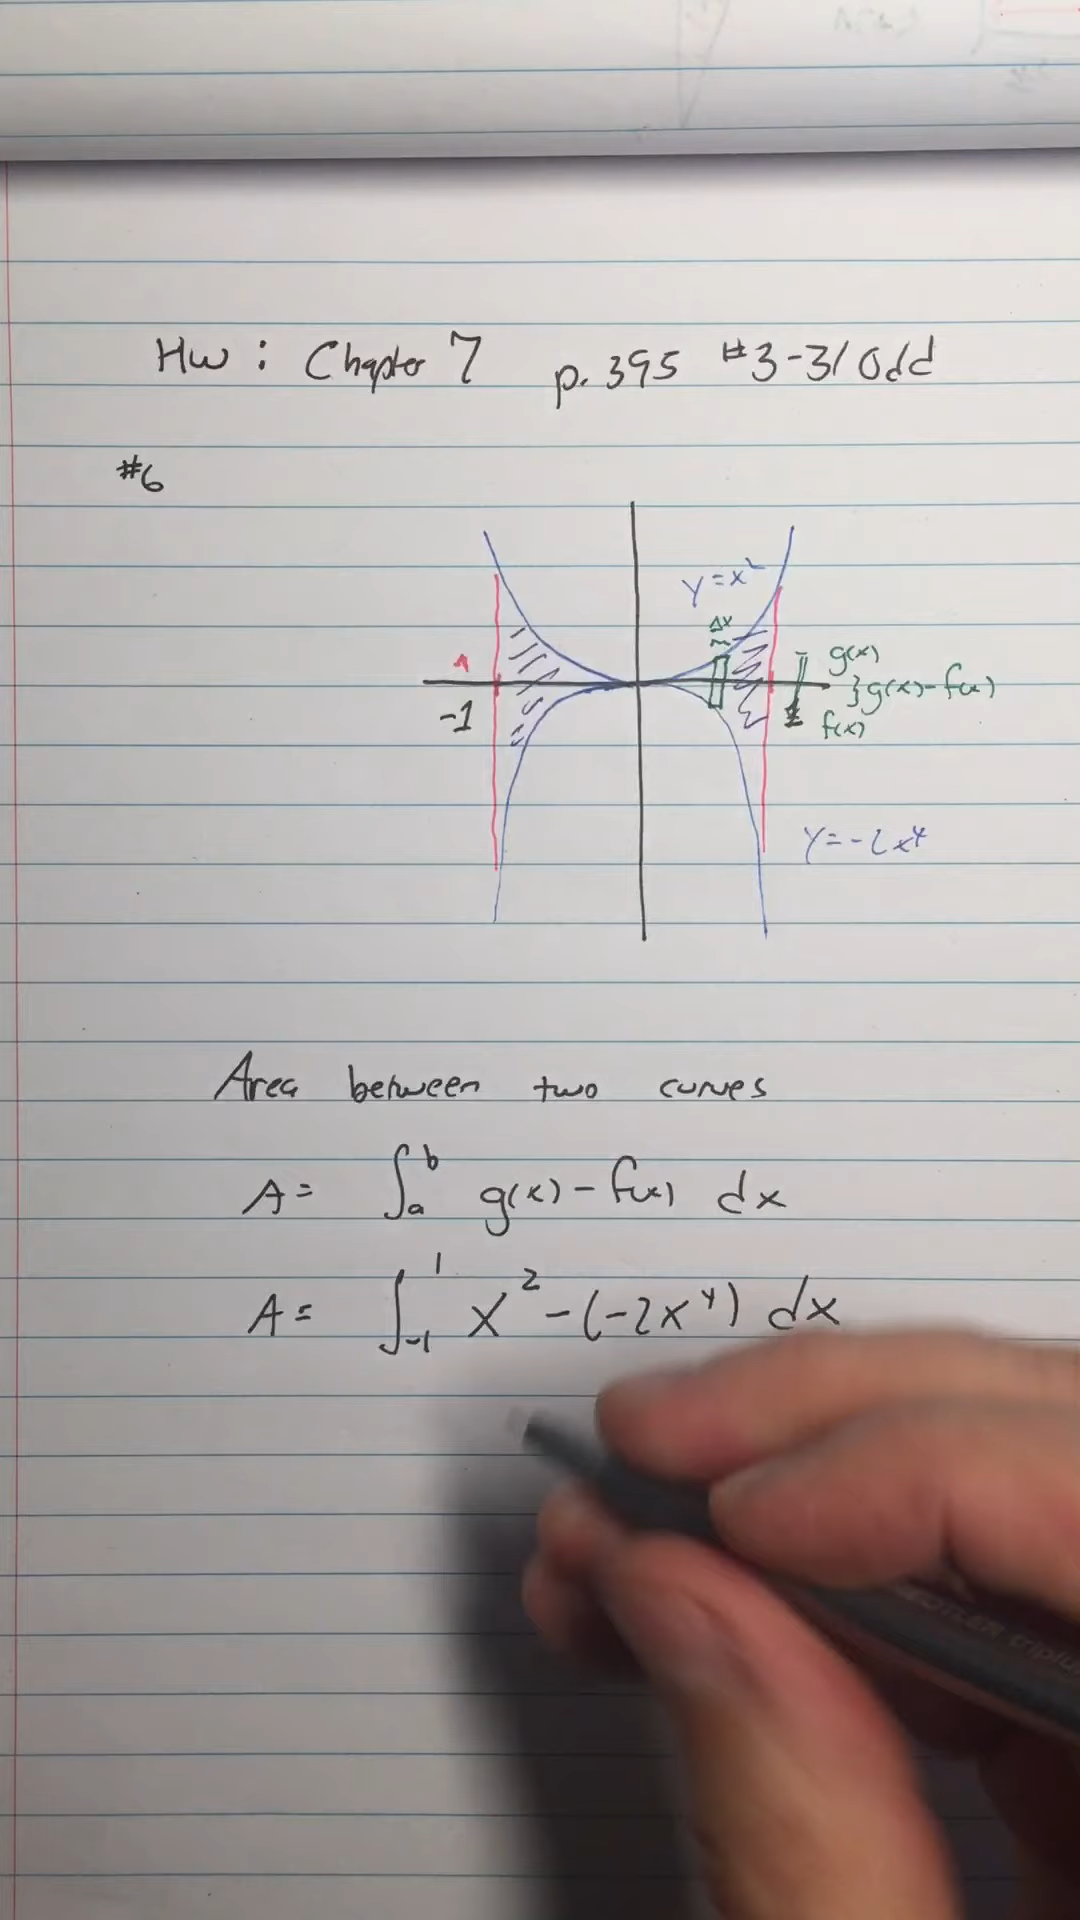 Hw : Chapter 7 p. 395 #3-31 Odd
#6
y=x²
Δx
g(x)
}g(x)-f(x)
-1
f(x)
y=-2x⁴
Area between two curves
A= ∫ₐᵇ g(x)-f(x) dx
A= ∫₋₁¹ x²-(-2x⁴) dx